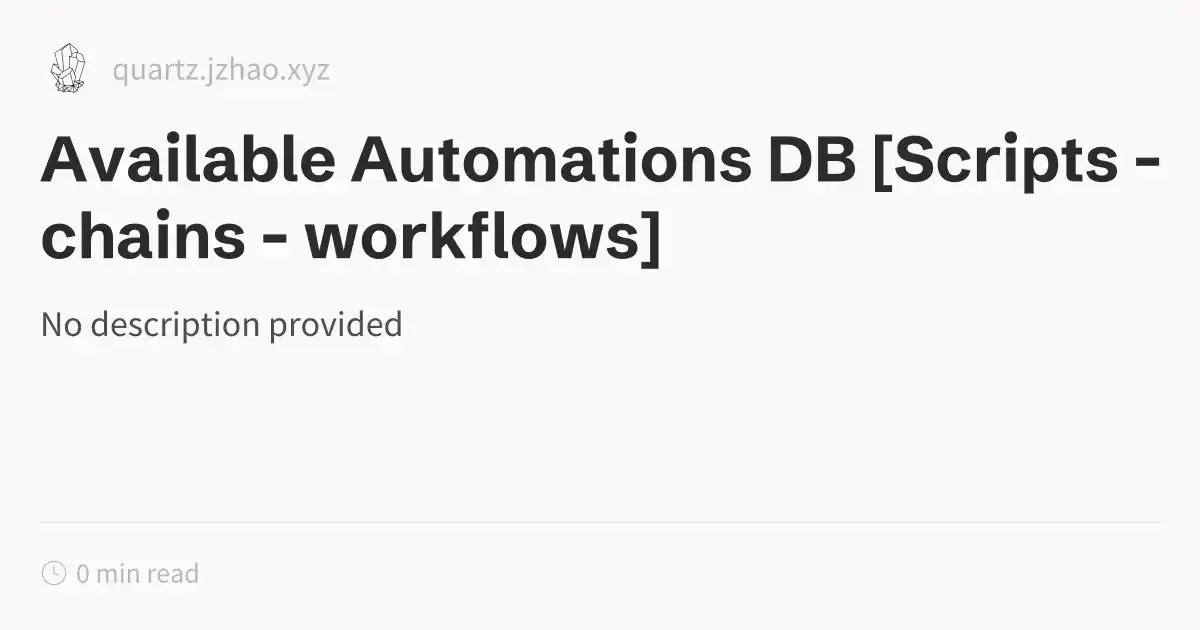 quartz.jzhao.xyz
Available Automations DB [Scripts -
chains - workflows]
No description provided
0 min read